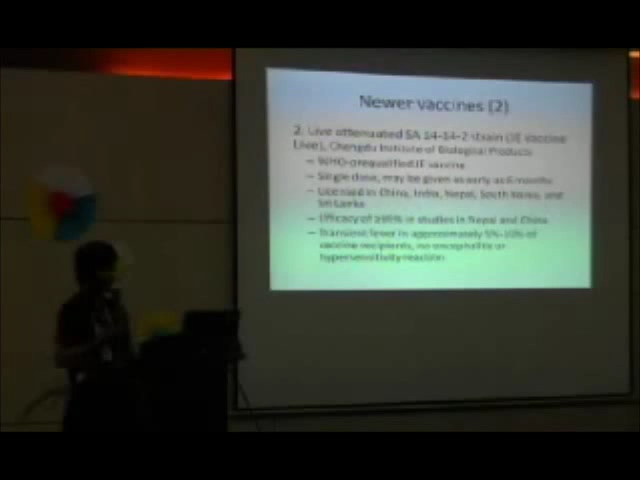 Newer vaccines (2)
2. Live attenuated SA 14-14-2 strain (JE vaccine
Live), Chengdu Institute of Biological Products
– WHO-prequalified JE vaccine
– Single dose, may be given as early as 8 months
– Licensed in China, India, Nepal, South Korea, and
Sri Lanka
– Efficacy of in studies in Nepal and China
– Transient fever in approximately 5%-10% of
vaccine recipients, no encephalitis or
hypersensitivity reaction